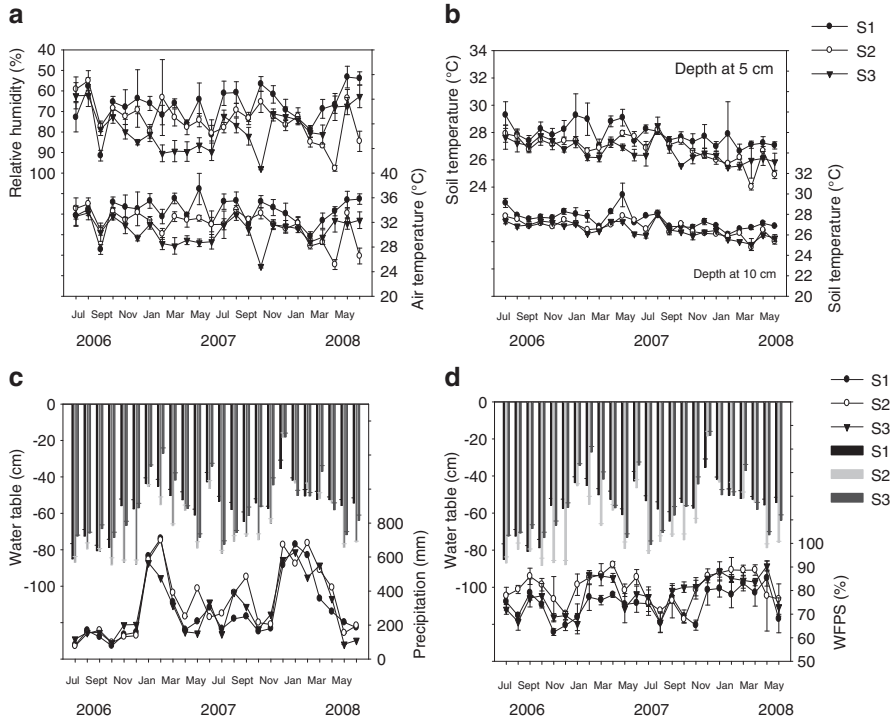 a
Relative humidity (%)
40
50
60
70
80
90
100
40
36
32
28
24
20
Air temperature (°C)
Jul Sept Nov Jan Mar May Jul Sept Nov Jan Mar May
2006 2007 2008
b
S1
S2
S3
Depth at 5 cm
Soil temperature (°C)
34
32
30
28
26
24
32
30
28
26
24
22
20
Soil temperature (°C)
Depth at 10 cm
Jul Sept Nov Jan Mar May Jul Sept Nov Jan Mar May
2006 2007 2008
c
Water table (cm)
0
-20
-40
-60
-80
-100
800
600
400
200
0
Precipitation (mm)
Jul Sept Nov Jan Mar May Jul Sept Nov Jan Mar May
2006 2007 2008
d
S1
S2
S3
S1
S2
S3
Water table (cm)
0
-20
-40
-60
-80
-100
100
90
80
70
60
50
WFPS (%)
Jul Sept Nov Jan Mar May Jul Sept Nov Jan Mar May
2006 2007 2008